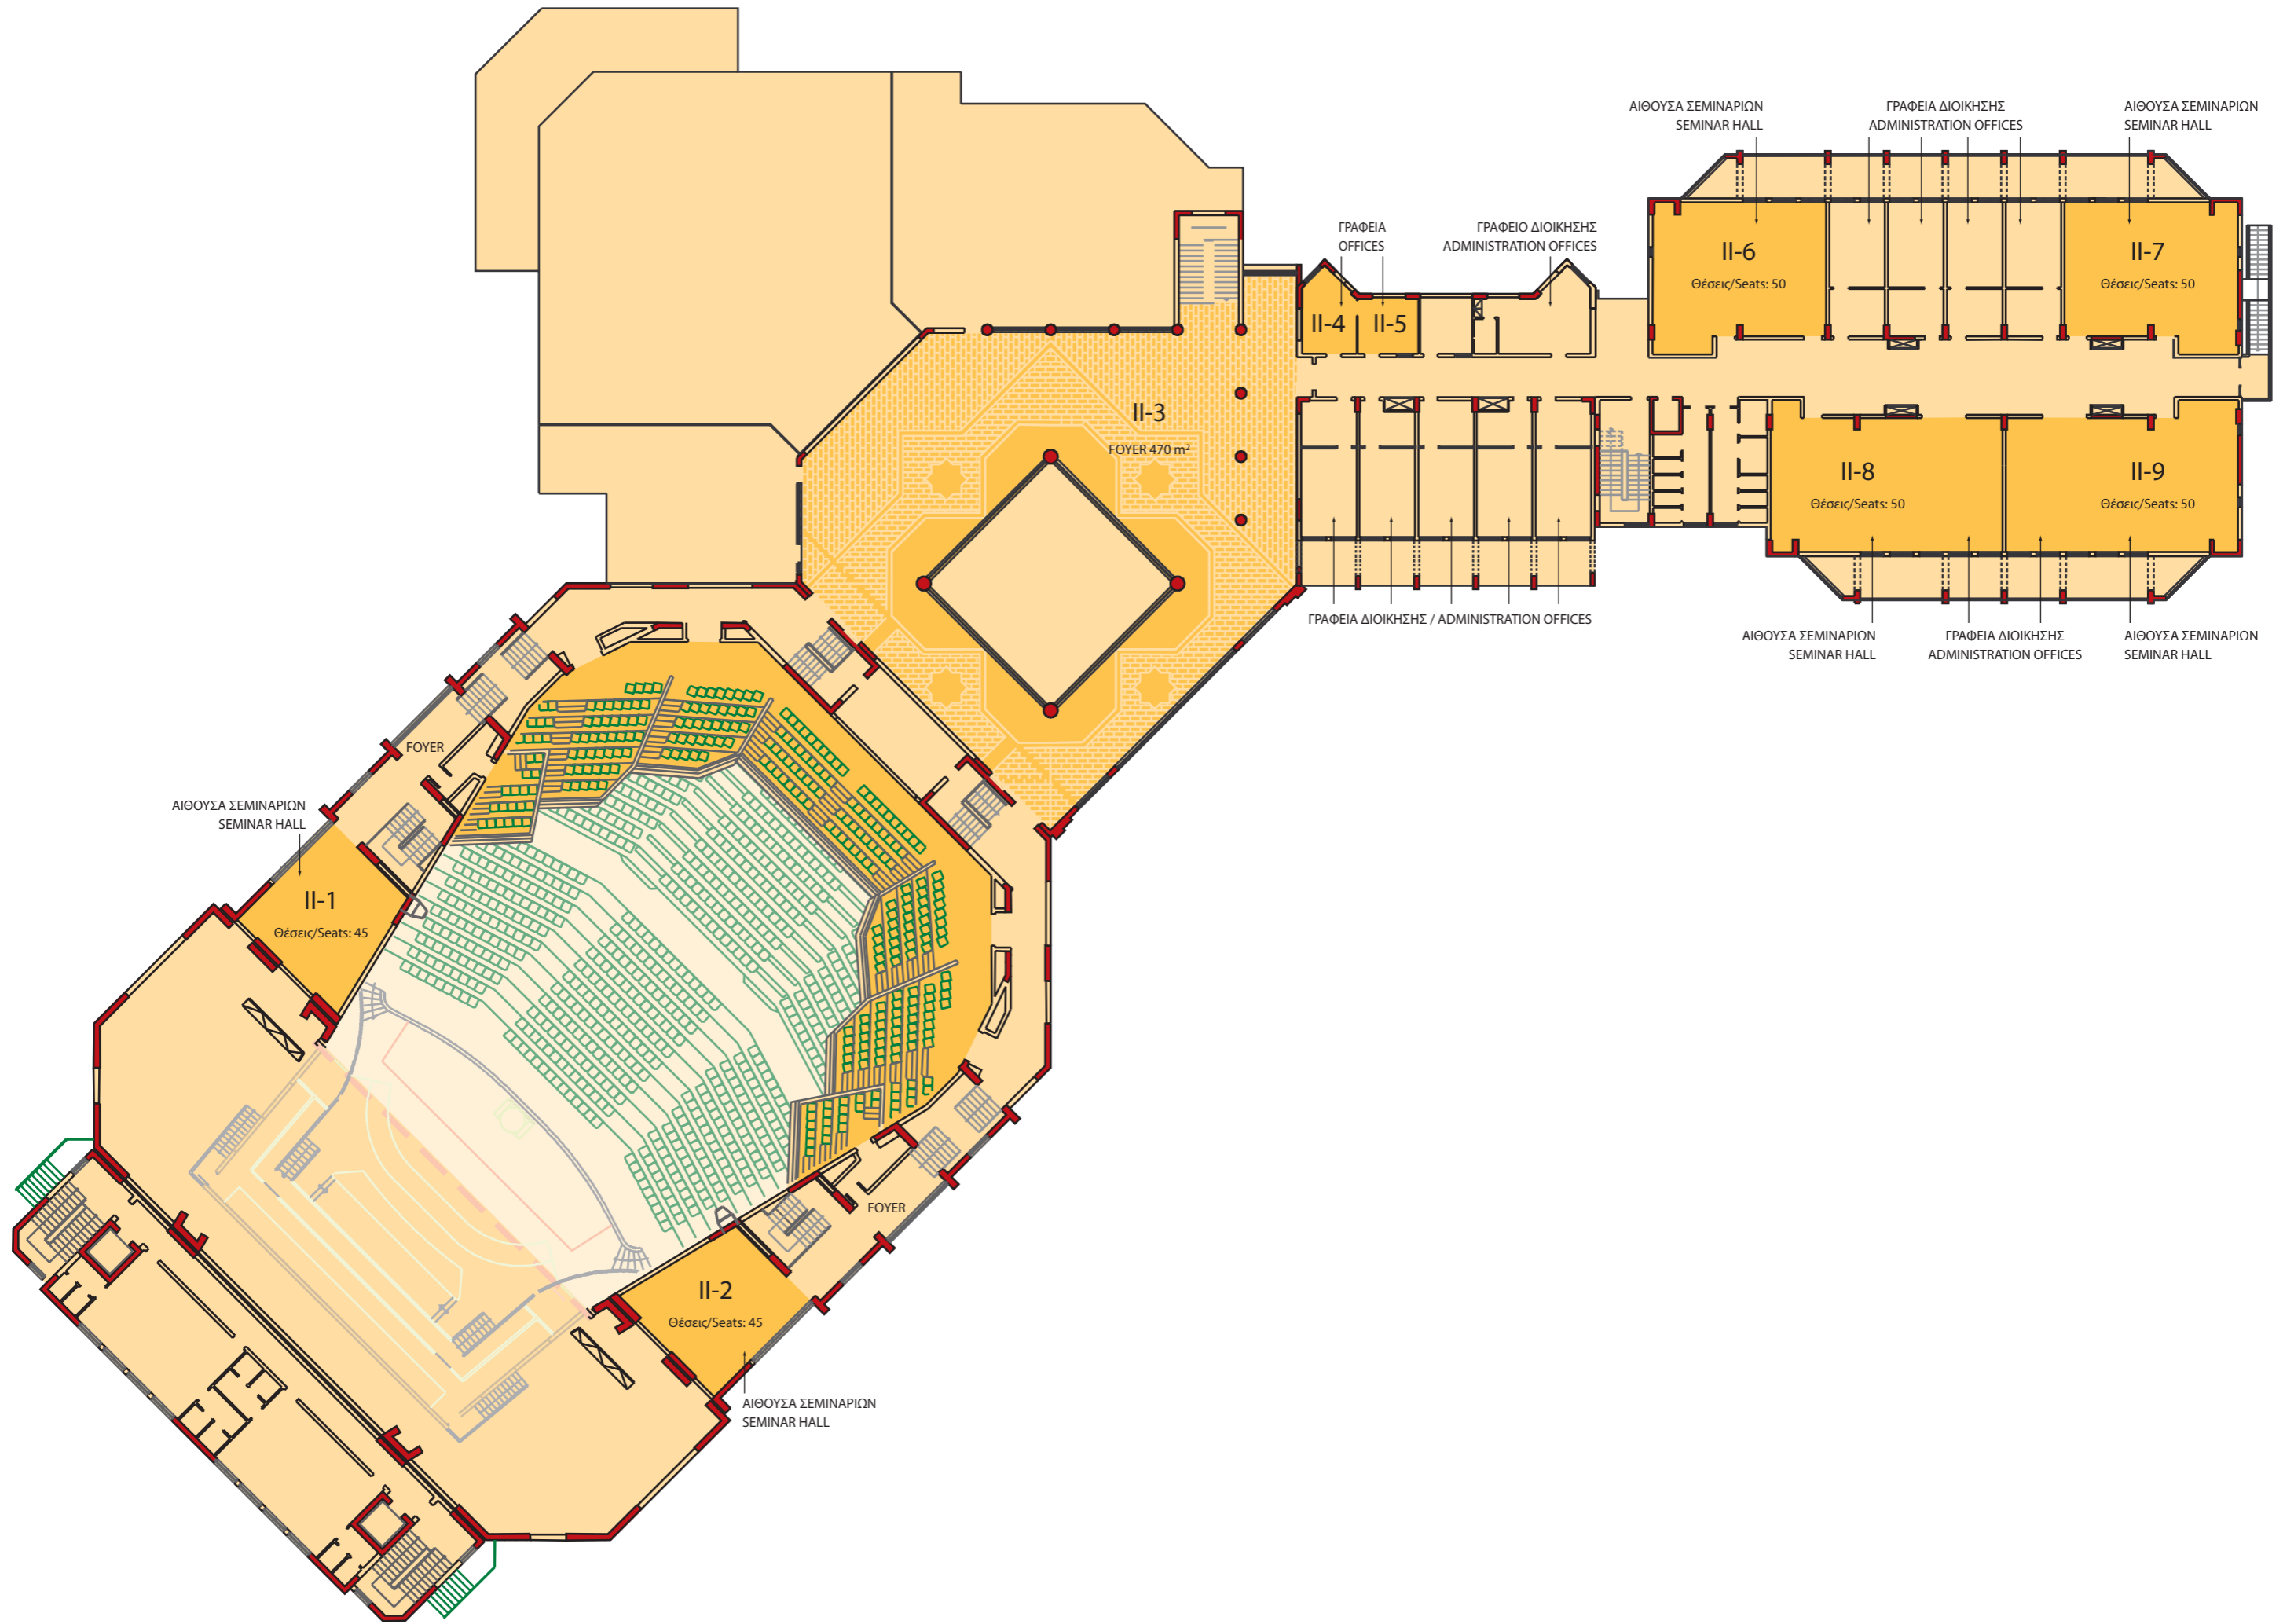 ΑΙΘΟΥΣΑ ΣΕΜΙΝΑΡΙΩΝ
SEMINAR HALL
ΓΡΑΦΕΙΑ ΔΙΟΙΚΗΣΗΣ
ADMINISTRATION OFFICES
ΑΙΘΟΥΣΑ ΣΕΜΙΝΑΡΙΩΝ
SEMINAR HALL
ΓΡΑΦΕΙΑ
OFFICES
ΓΡΑΦΕΙΟ ΔΙΟΙΚΗΣΗΣ
ADMINISTRATION OFFICES
II-6
Θέσεις/Seats: 50
II-7
Θέσεις/Seats: 50
II-4
II-5
II-3
FOYER 470 m²
II-8
Θέσεις/Seats: 50
II-9
Θέσεις/Seats: 50
ΓΡΑΦΕΙΑ ΔΙΟΙΚΗΣΗΣ / ADMINISTRATION OFFICES
ΑΙΘΟΥΣΑ ΣΕΜΙΝΑΡΙΩΝ
SEMINAR HALL
ΓΡΑΦΕΙΑ ΔΙΟΙΚΗΣΗΣ
ADMINISTRATION OFFICES
ΑΙΘΟΥΣΑ ΣΕΜΙΝΑΡΙΩΝ
SEMINAR HALL
FOYER
ΑΙΘΟΥΣΑ ΣΕΜΙΝΑΡΙΩΝ
SEMINAR HALL
II-1
Θέσεις/Seats: 45
FOYER
II-2
Θέσεις/Seats: 45
ΑΙΘΟΥΣΑ ΣΕΜΙΝΑΡΙΩΝ
SEMINAR HALL